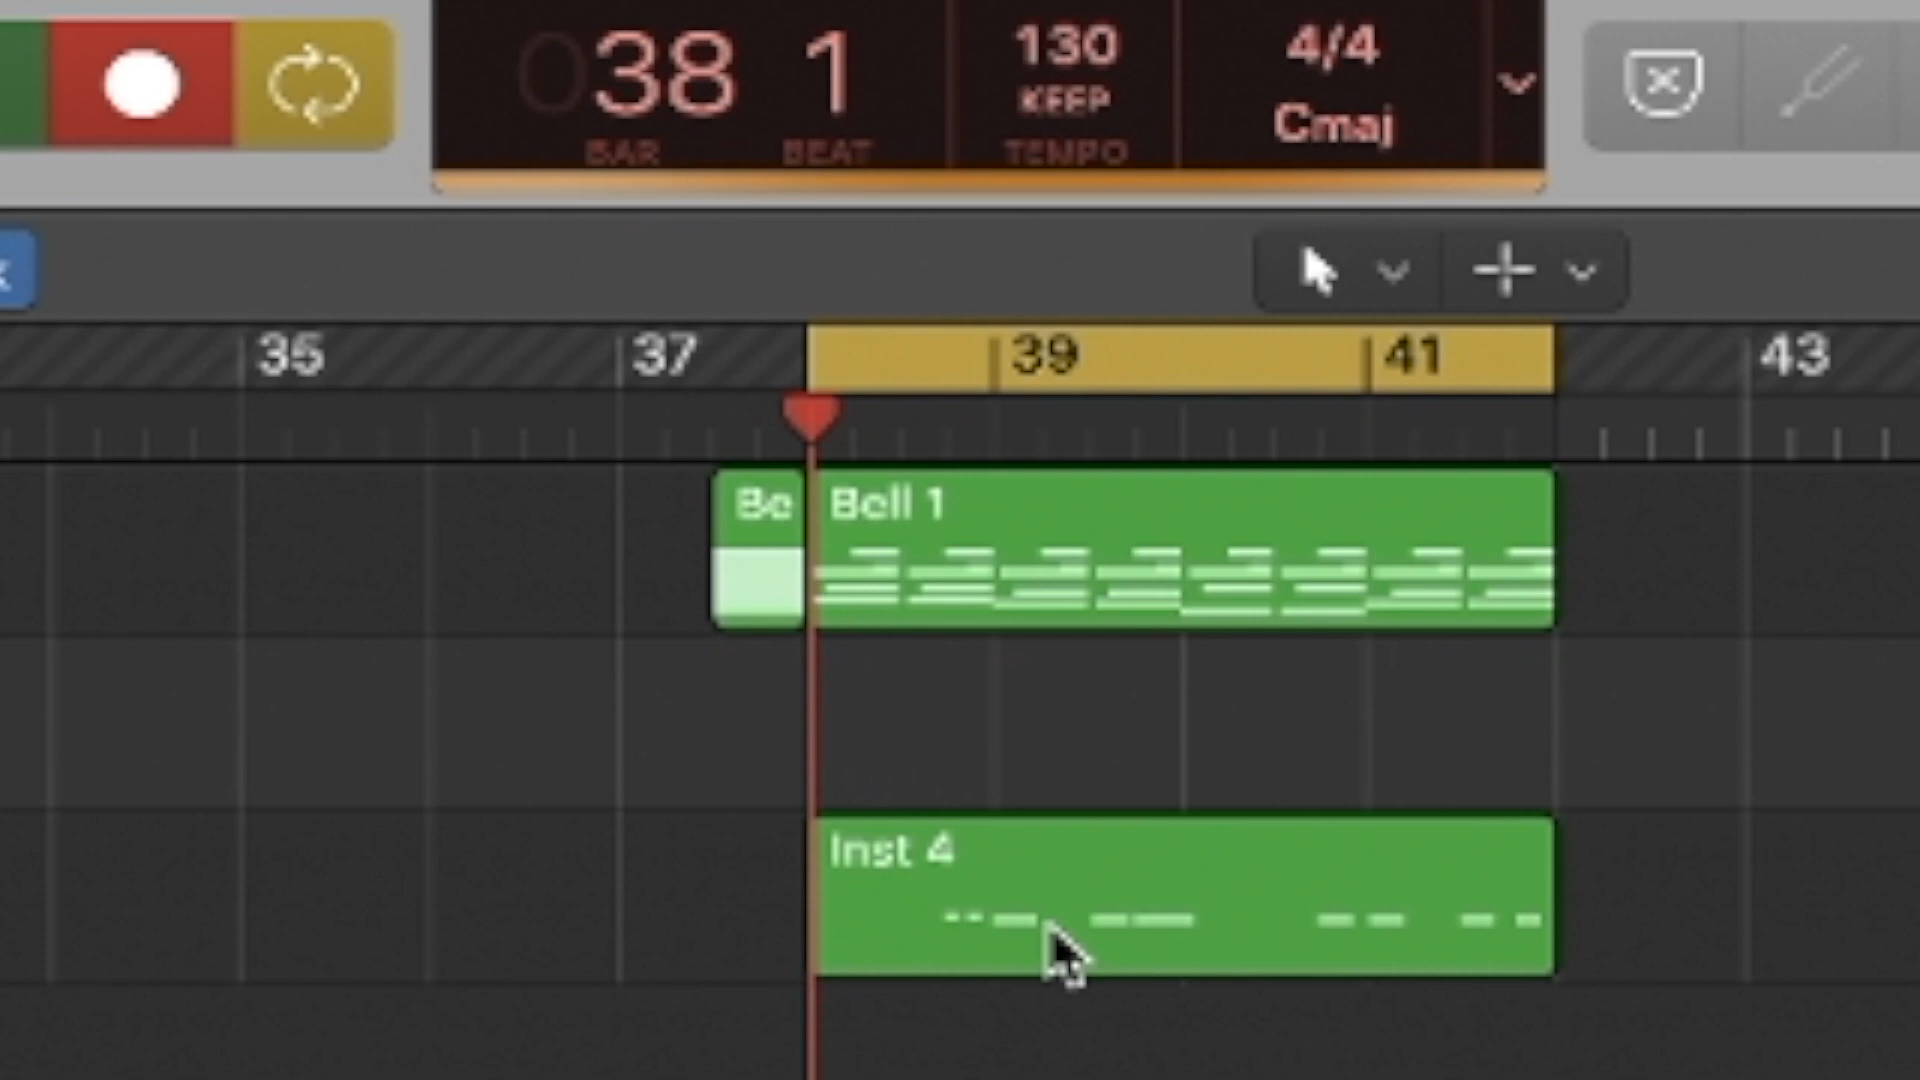 038 1
BAR BEAT
130
KEEP
TEMPO
4/4
Cmaj
35 37 39 41 43
Be Bell 1
Inst 4